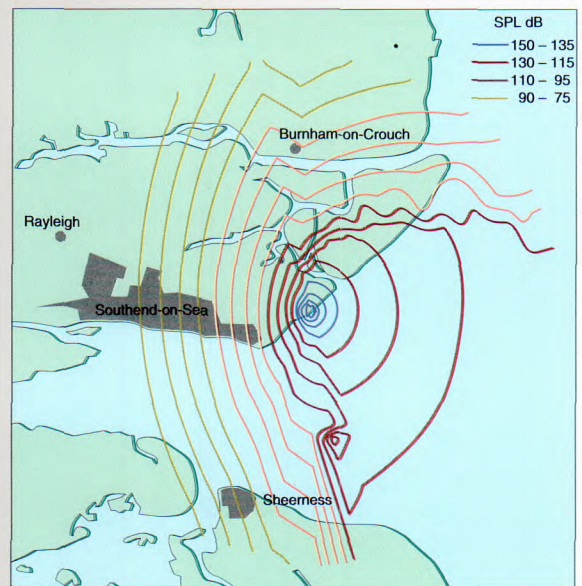 SPL dB
150 – 135
130 – 115
110 – 95
90 – 75
Burnham-on-Crouch
Rayleigh
Southend-on-Sea
Sheerness